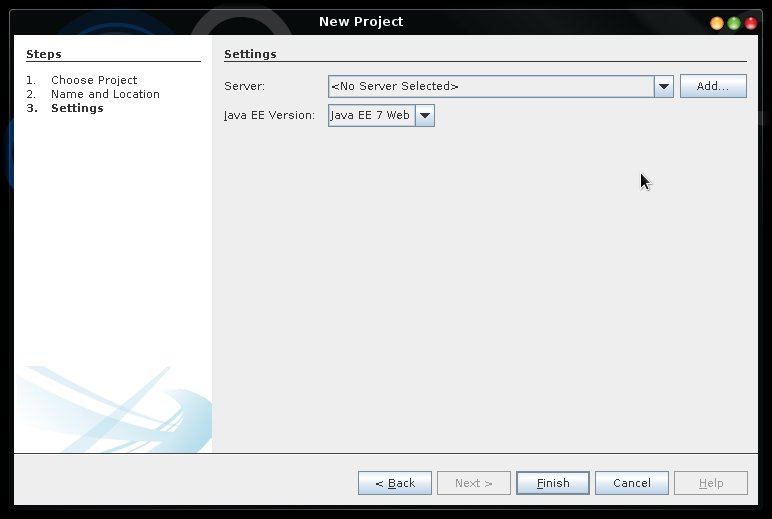 New Project
Steps
1. Choose Project
2. Name and Location
3. Settings
Settings
Server: <No Server Selected> Add...
Java EE Version: Java EE 7 Web
< Back Next > Finish Cancel Help